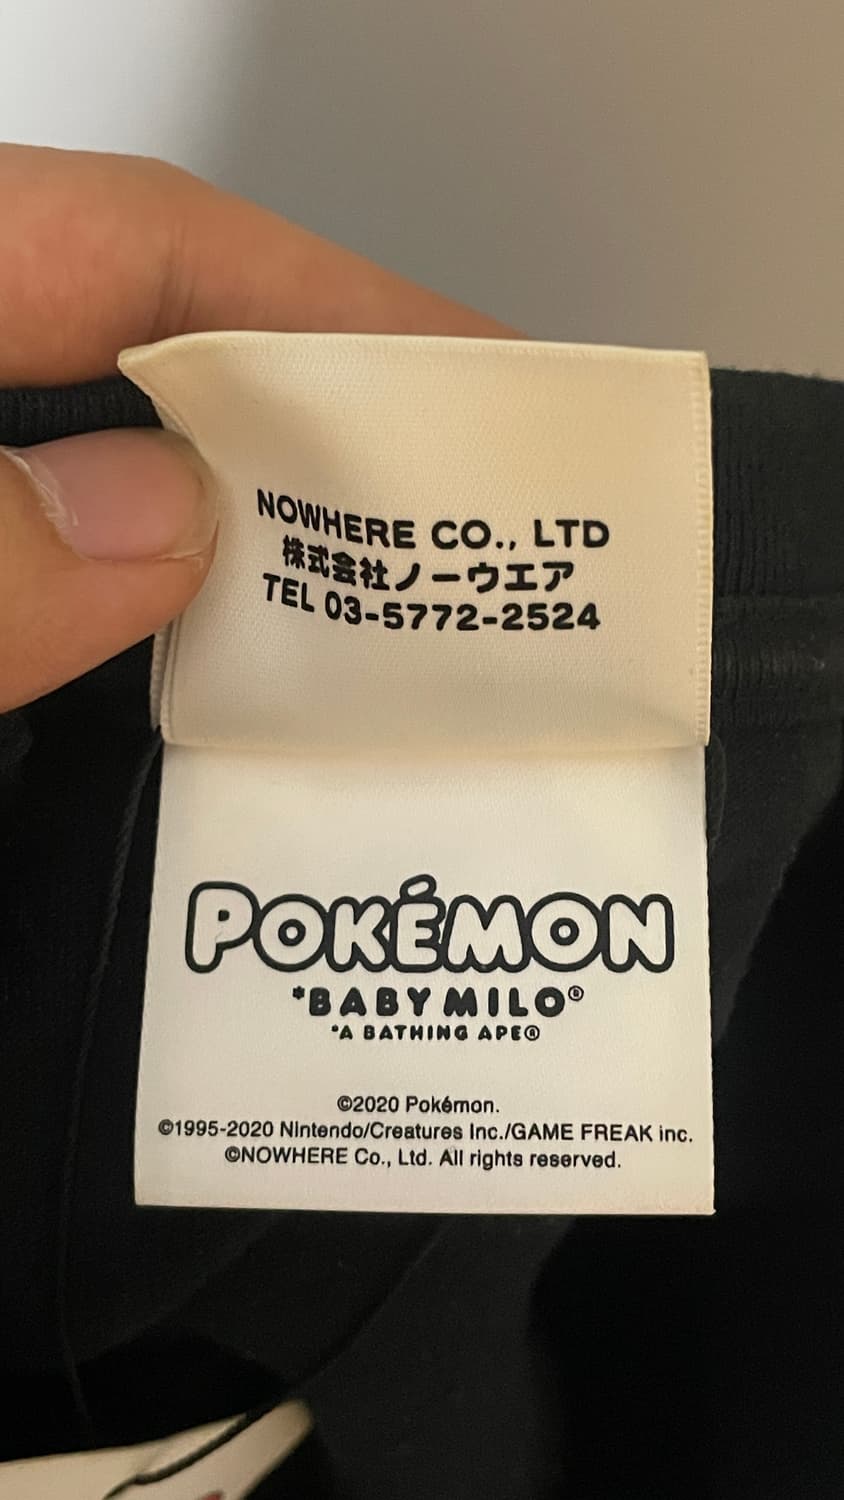 NOWHERE CO., LTD
株式会社ノーウエア
TEL 03-5772-2524
POKÉMON
*BABY MILO®
*A BATHING APE®
©2020 Pokémon.
©1995-2020 Nintendo/Creatures Inc./GAME FREAK inc.
©NOWHERE Co., Ltd. All rights reserved.